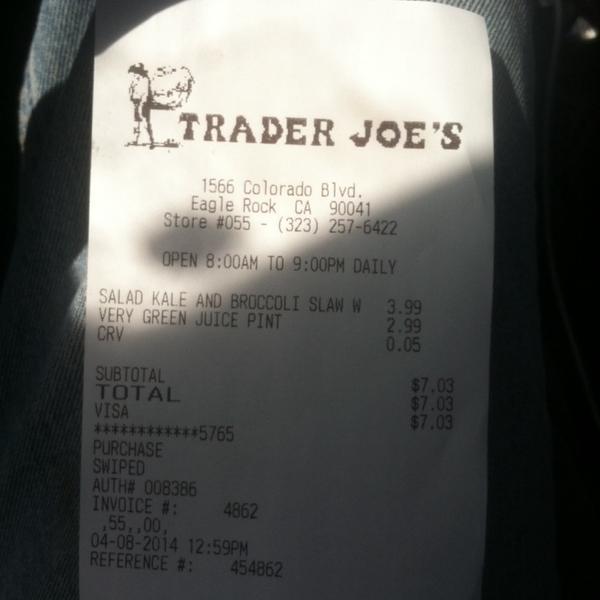 TRADER JOE'S
1566 Colorado Blvd.
Eagle Rock CA 90041
Store #055 - (323) 257-6422
OPEN 8:00AM TO 9:00PM DAILY
SALAD KALE AND BROCCOLI SLAW W 3.99
VERY GREEN JUICE PINT 2.99
CRV 0.05
SUBTOTAL $7.03
TOTAL $7.03
VISA $7.03
************5765
PURCHASE
SWIPED
AUTH# 008386
INVOICE #: 4862
,55,,00,
04-08-2014 12:59PM
REFERENCE #: 454862